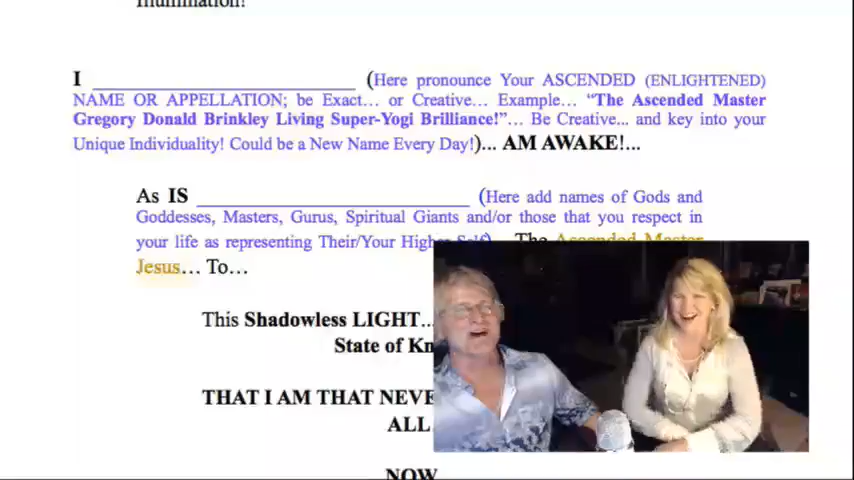 Illumination!
I ______________________________ (Here pronounce Your ASCENDED (ENLIGHTENED)
NAME OR APPELLATION; be Exact… or Creative… Example… “The Ascended Master
Gregory Donald Brinkley Living Super-Yogi Brilliance!”… Be Creative... and key into your
Unique Individuality! Could be a New Name Every Day!)... AM AWAKE!...
As IS ______________________________ (Here add names of Gods and
Goddesses, Masters, Gurus, Spiritual Giants and/or those that you respect in
your life as representing Their/Your Higher Self)... The Ascended Master
Jesus… To…
This Shadowless LIGHT...
State of Kn
THAT I AM THAT NEVE
ALL
NOW